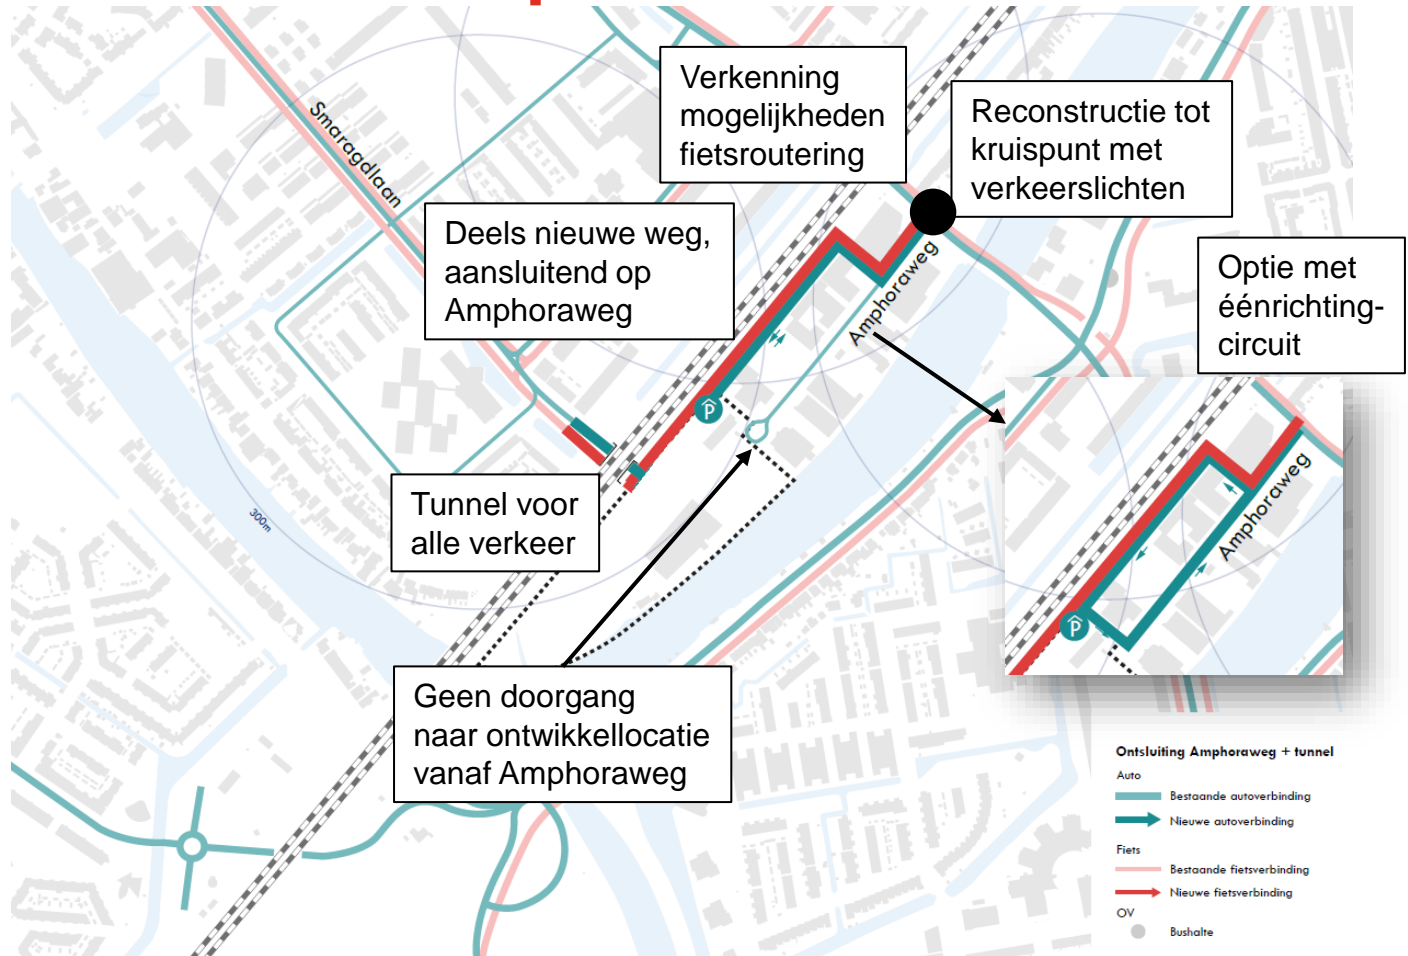 Verkenning
mogelijkheden
fietsroutering
Reconstructie tot
kruispunt met
verkeerslichten
Smaragdlaan
Deels nieuwe weg,
aansluitend op
Amphoraweg
Amphoraweg
Optie met
éénrichting-
circuit
P
Tunnel voor
alle verkeer
300m
Amphoraweg
P
Geen doorgang
naar ontwikkellocatie
vanaf Amphoraweg
Ontsluiting Amphoraweg + tunnel
Auto
Bestaande autoverbinding
Nieuwe autoverbinding
Fiets
Bestaande fietsverbinding
Nieuwe fietsverbinding
OV
Bushalte